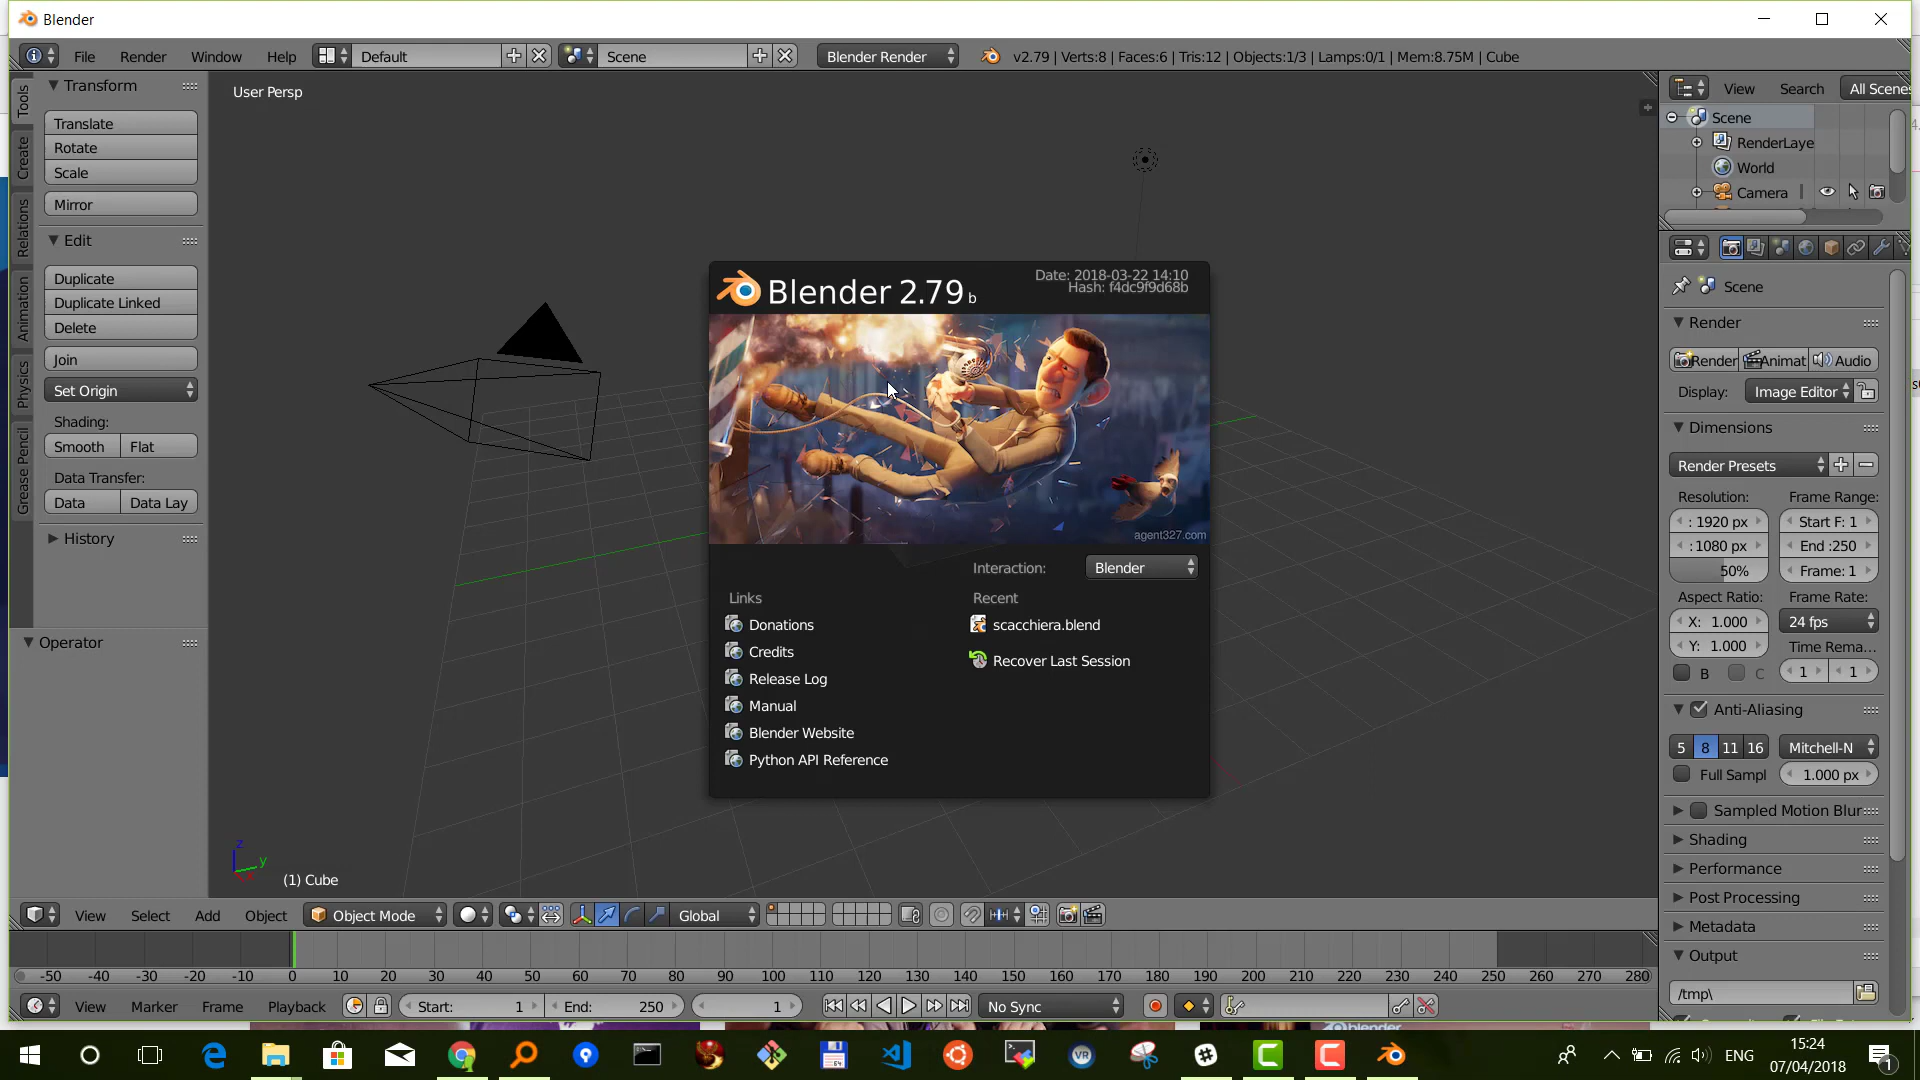 Blender
File Render Window Help Default Scene Blender Render v2.79 | Verts:8 | Faces:6 | Tris:12 | Objects:1/3 | Lamps:0/1 | Mem:8.75M | Cube
Tools
Create
Relations
Animation
Physics
Grease Pencil
Transform
Translate
Rotate
Scale
Mirror
Edit
Duplicate
Duplicate Linked
Delete
Join
Set Origin
Shading:
Smooth Flat
Data Transfer:
Data Data Lay
History
Operator
User Persp
Blender 2.79 b
Date: 2018-03-22 14:10
Hash: f4dc9f9d68b
agent327.com
Interaction: Blender
Links
Donations
Credits
Release Log
Manual
Blender Website
Python API Reference
Recent
scacchiera.blend
Recover Last Session
z
y
(1) Cube
View Search All Scenes
Scene
RenderLaye
World
Camera
Scene
Render
Render Animat Audio
Display: Image Editor
Dimensions
Render Presets
Resolution: Frame Range:
: 1920 px Start F: 1
: 1080 px End :250
50% Frame: 1
Aspect Ratio: Frame Rate:
X: 1.000 24 fps
Y: 1.000 Time Rema...
B C 1 1
Anti-Aliasing
5 8 11 16 Mitchell-N
Full Sampl 1.000 px
Sampled Motion Blur
Shading
Performance
Post Processing
Metadata
Output
/tmp\
View Select Add Object Object Mode Global
-50 -40 -30 -20 -10 0 10 20 30 40 50 60 70 80 90 100 110 120 130 140 150 160 170 180 190 200 210 220 230 240 250 260 270 280
View Marker Frame Playback Start: 1 End: 250 1 No Sync
blender
VR
ENG
15:24
07/04/2018
1